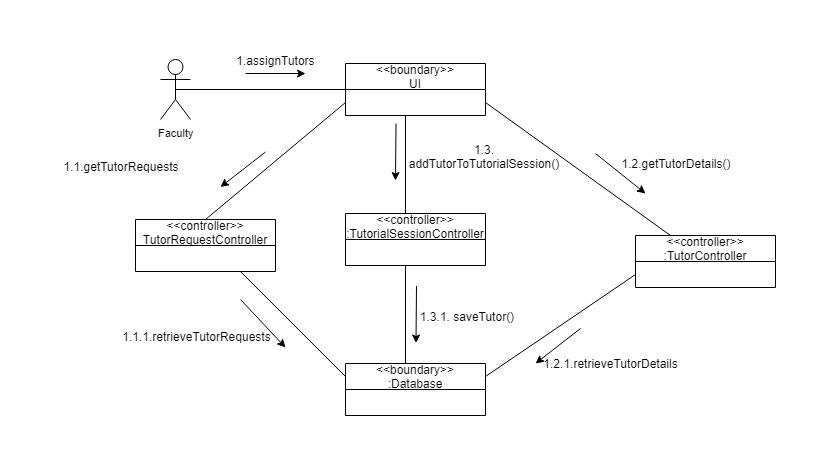 1.assignTutors
<<boundary>>
UI
Faculty
1.1.getTutorRequests
1.3.
addTutorToTutorialSession()
1.2.getTutorDetails()
<<controller>>
TutorRequestController
<<controller>>
:TutorialSessionController
<<controller>>
:TutorController
1.1.1.retrieveTutorRequests
1.3.1. saveTutor()
1.2.1.retrieveTutorDetails
<<boundary>>
:Database